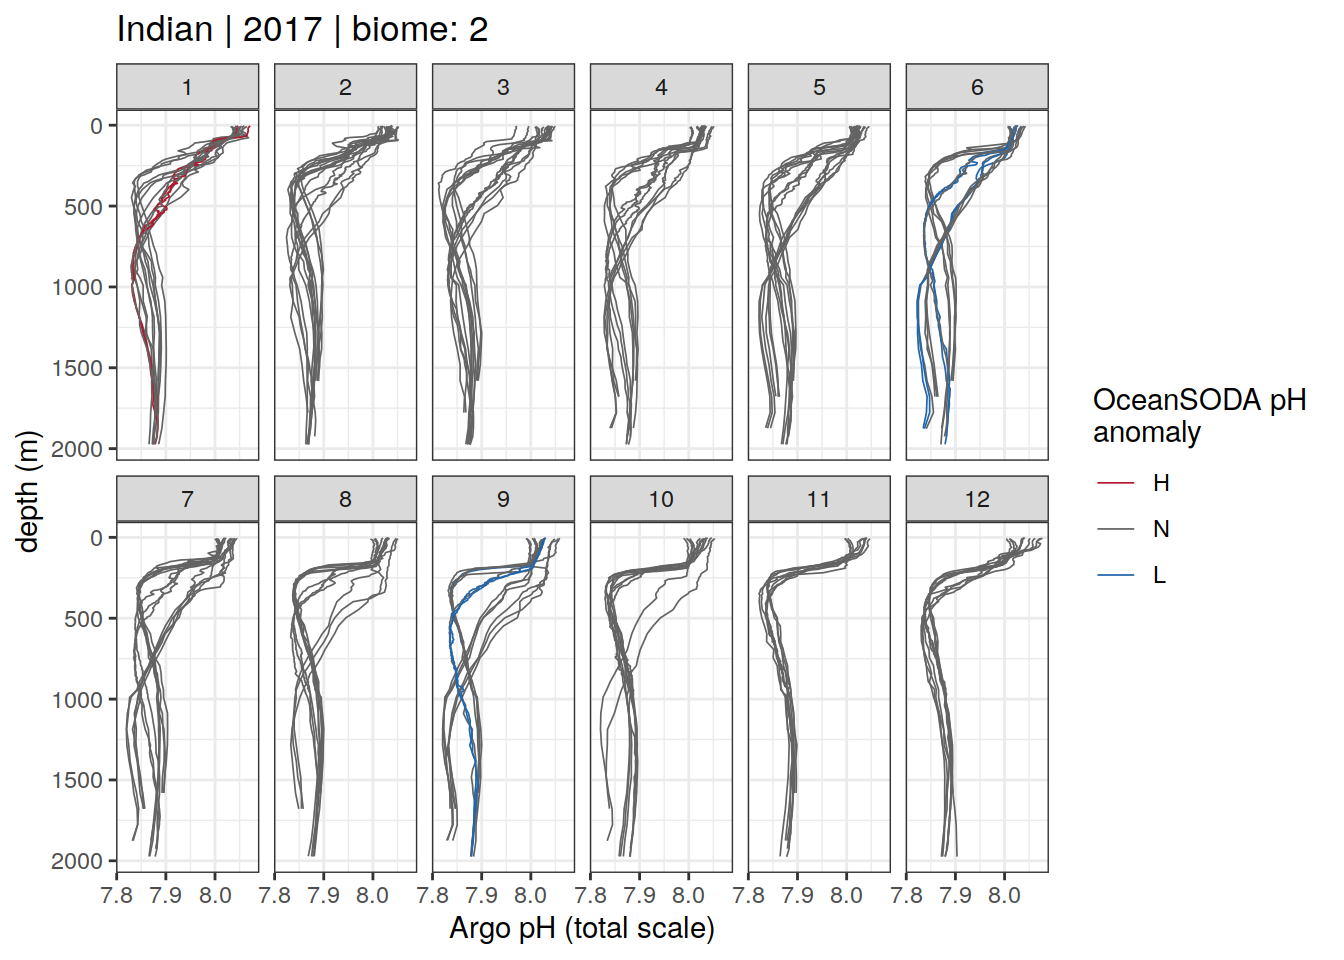 Indian | 2017 | biome: 2
1 2 3 4 5 6
0
500
1000
1500
2000
7 8 9 10 11 12
0
500
1000
1500
2000
7.8 7.9 8.0 7.8 7.9 8.0 7.8 7.9 8.0 7.8 7.9 8.0 7.8 7.9 8.0 7.8 7.9 8.0
Argo pH (total scale)
depth (m)
OceanSODA pH
anomaly
H
N
L